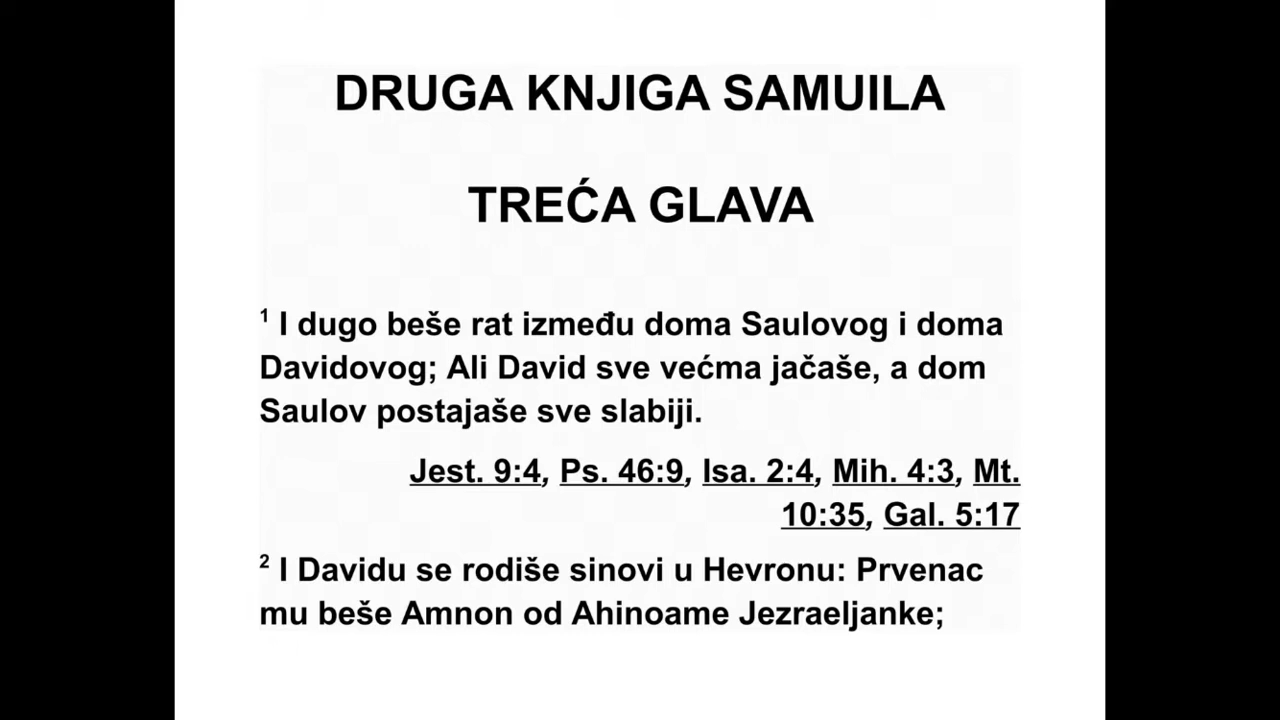 DRUGA KNJIGA SAMUILA
TREĆA GLAVA
1 I dugo beše rat između doma Saulovog i doma
Davidovog; Ali David sve većma jačaše, a dom
Saulov postajaše sve slabiji.
Jest. 9:4, Ps. 46:9, Isa. 2:4, Mih. 4:3, Mt.
10:35, Gal. 5:17
2 I Davidu se rodiše sinovi u Hevronu: Prvenac
mu beše Amnon od Ahinoame Jezraeljanke;